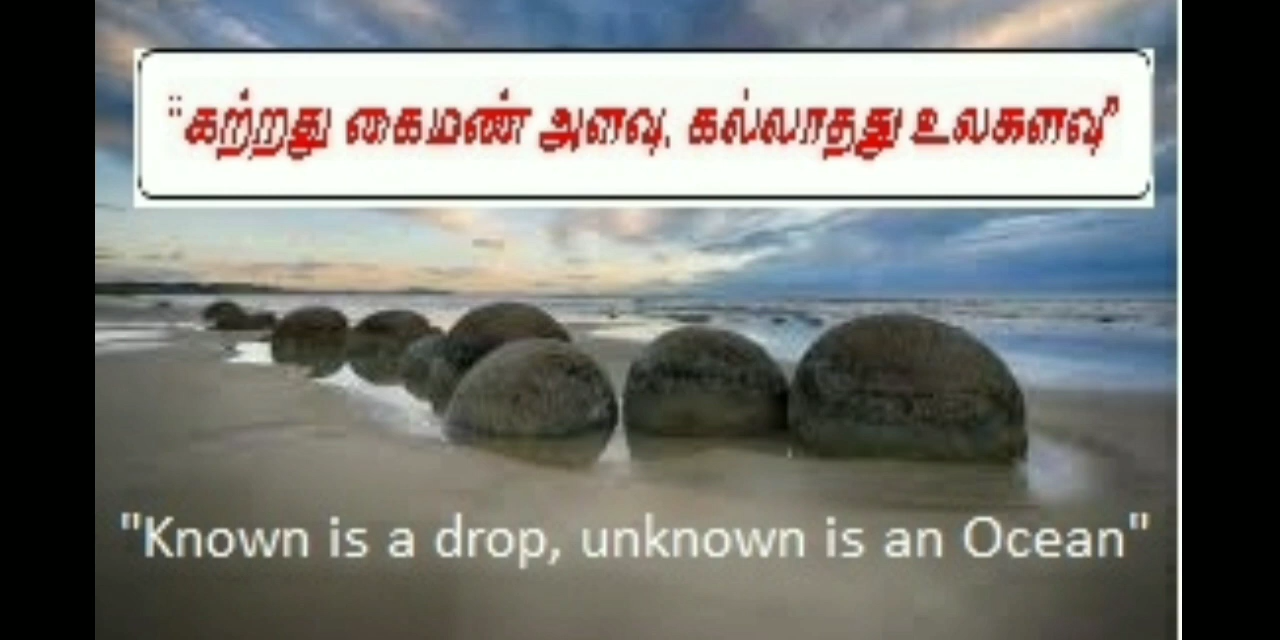 "கற்றது கைமண் அளவு, கல்லாதது உலகளவு"
"Known is a drop, unknown is an Ocean"